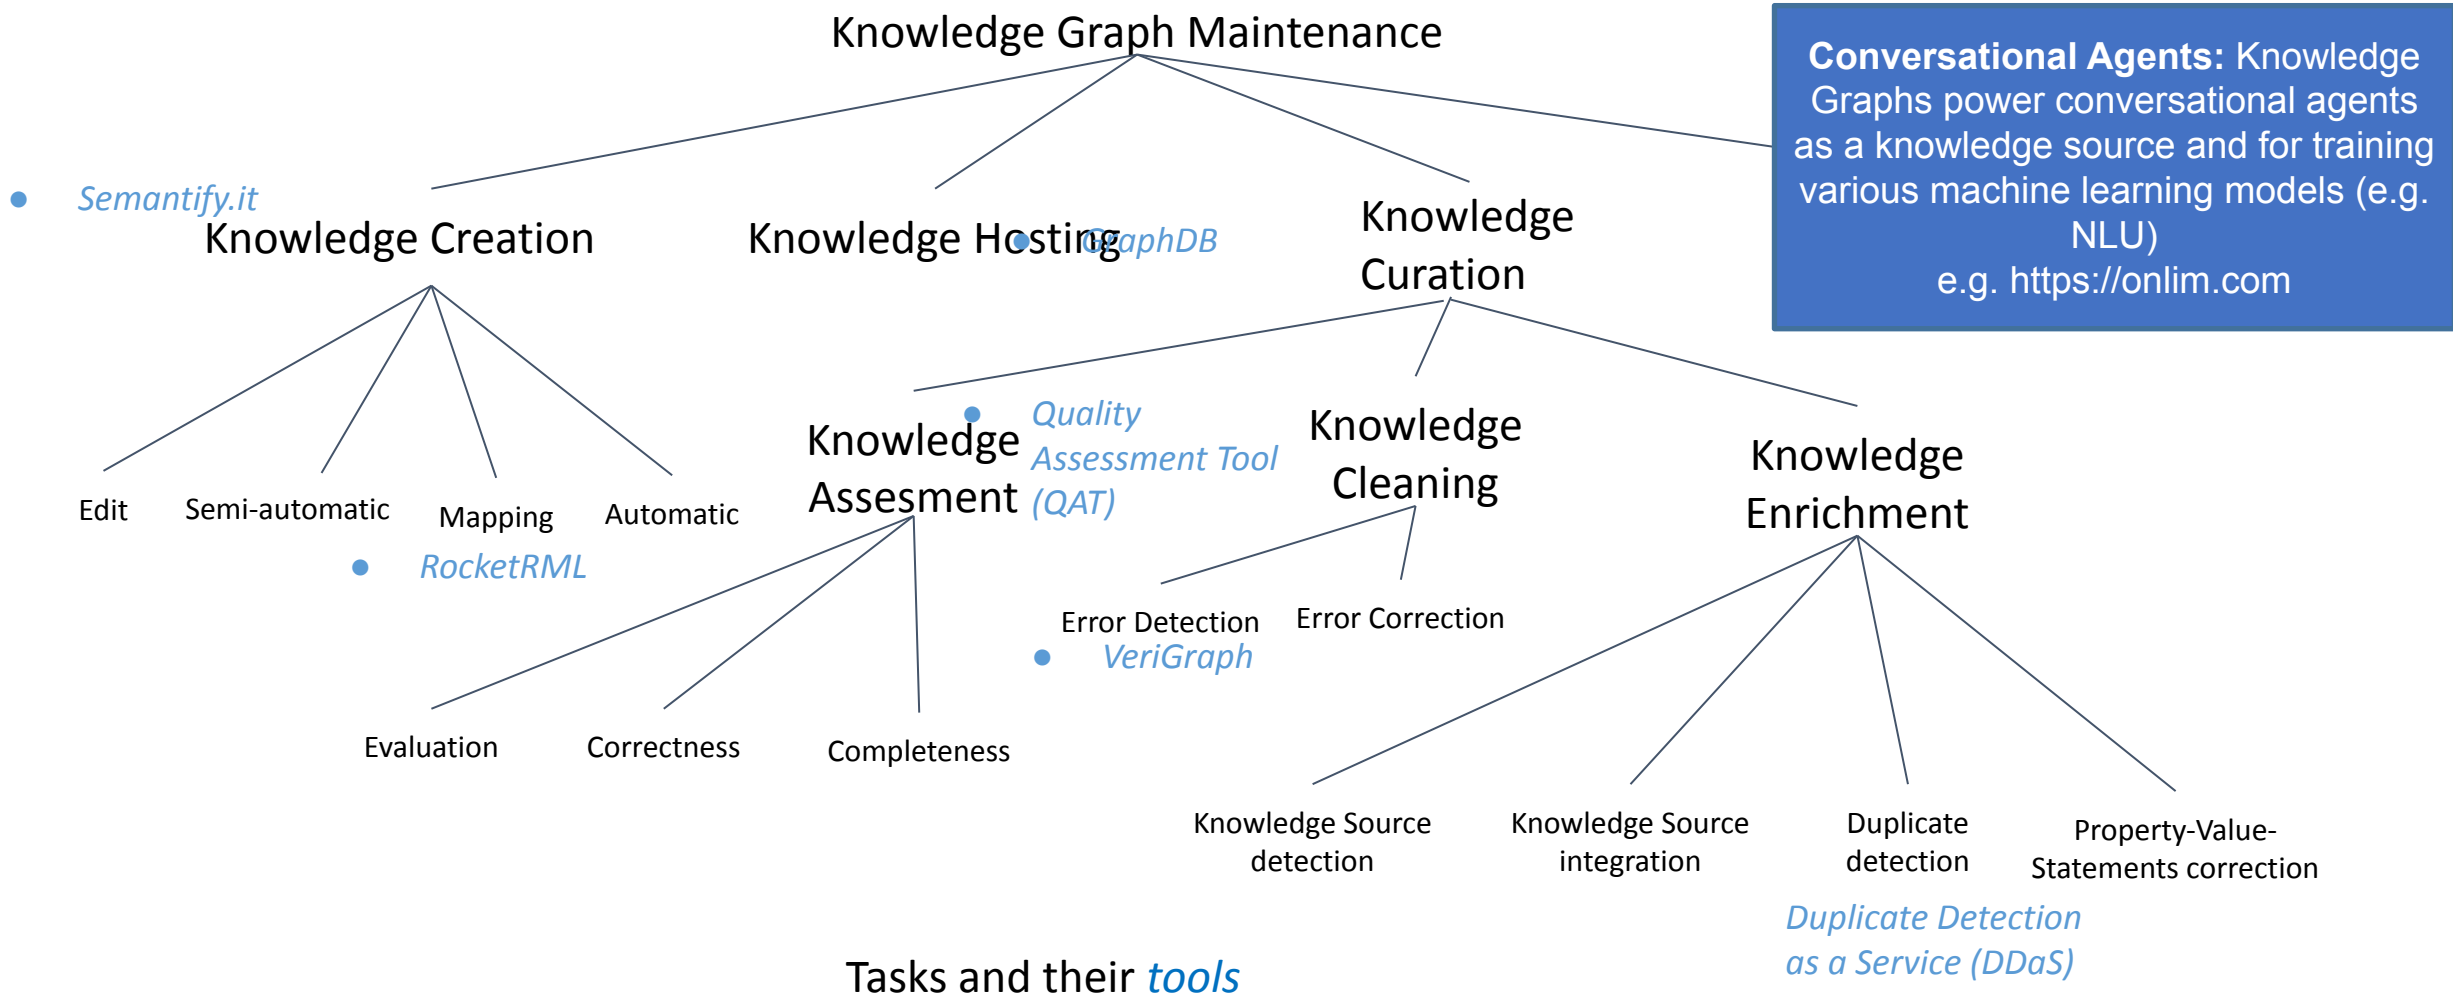 Knowledge Graph Maintenance
Conversational Agents: Knowledge
Graphs power conversational agents
as a knowledge source and for training
various machine learning models (e.g.
NLU)
e.g. https://onlim.com
• Semantify.it
Knowledge Creation
Knowledge Hosting
• GraphDB
Knowledge
Curation
Edit
Semi-automatic
Mapping
Automatic
• RocketRML
Knowledge
Assesment
• Quality
Assessment Tool
(QAT)
Knowledge
Cleaning
Knowledge
Enrichment
Error Detection
Error Correction
• VeriGraph
Evaluation
Correctness
Completeness
Knowledge Source
detection
Knowledge Source
integration
Duplicate
detection
Property-Value-
Statements correction
Duplicate Detection
as a Service (DDaS)
Tasks and their tools